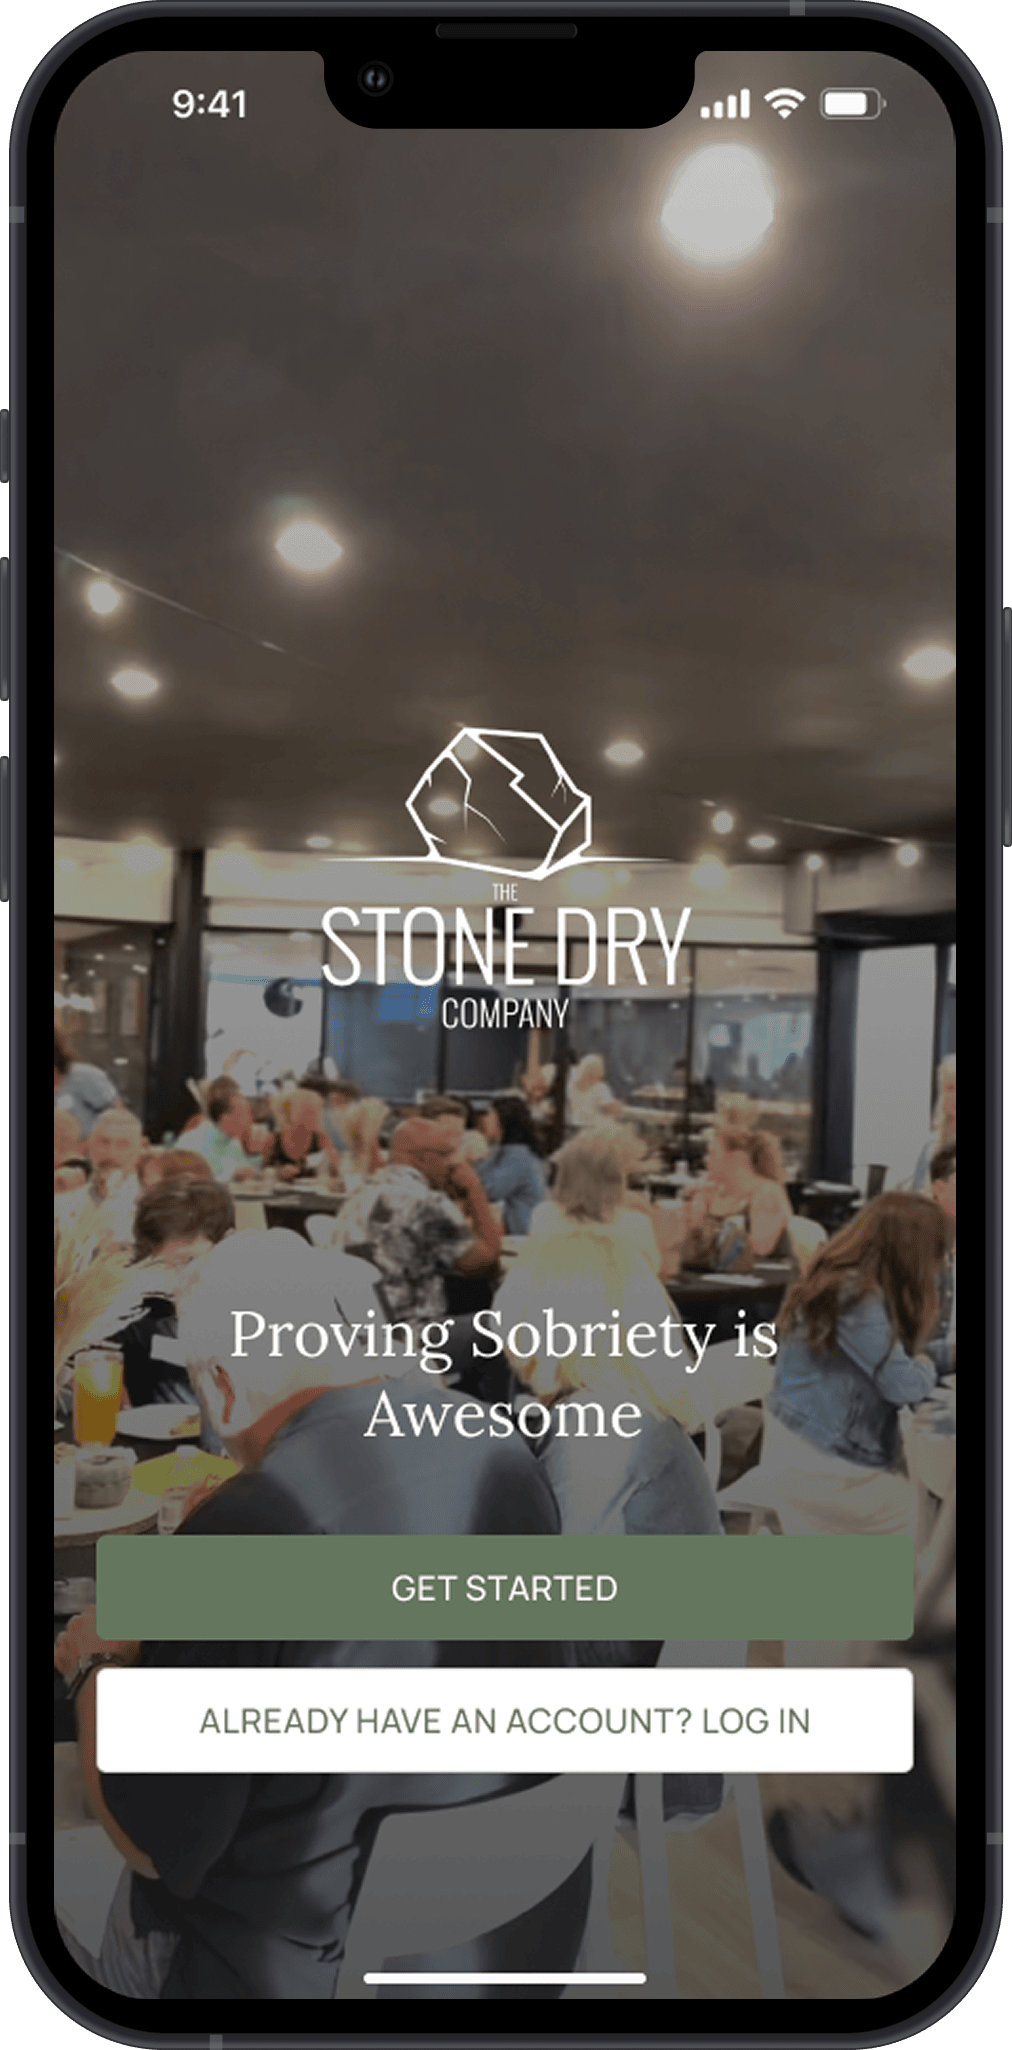 9:41
THE
STONE DRY
COMPANY
Proving Sobriety is
Awesome
GET STARTED
ALREADY HAVE AN ACCOUNT? LOG IN